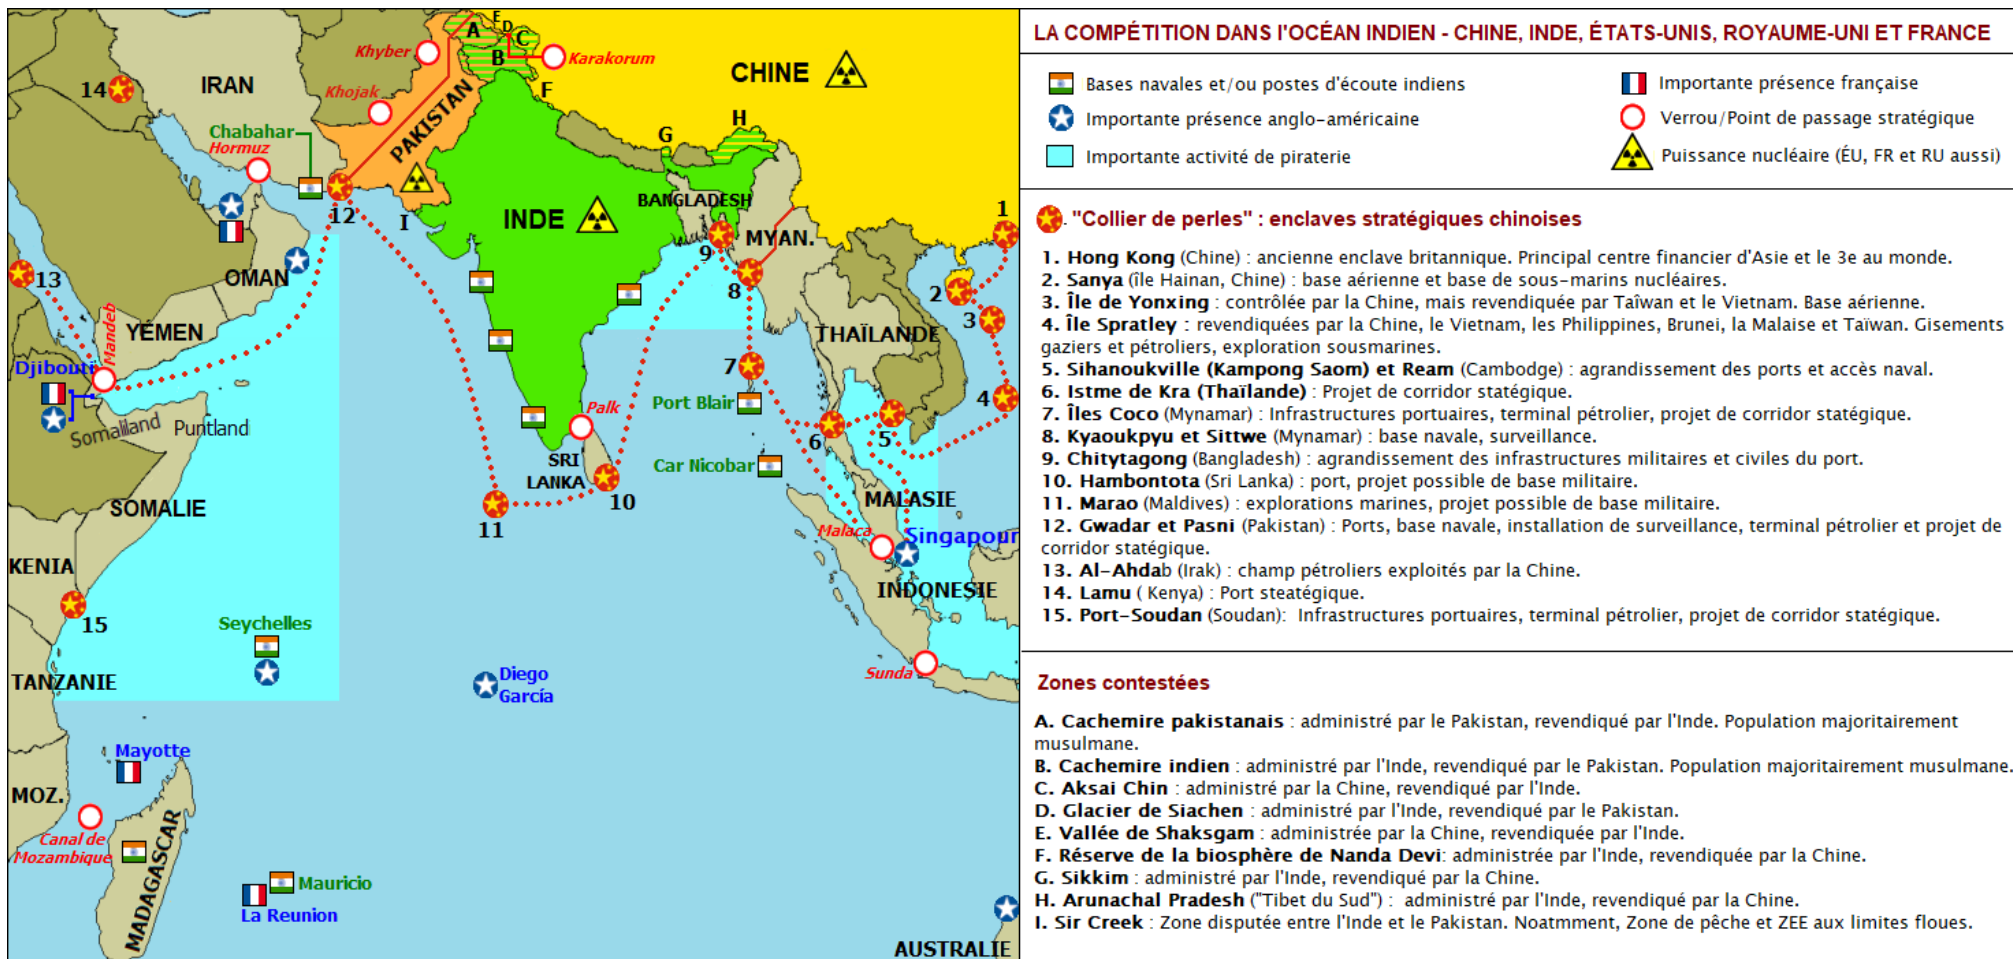 LA COMPÉTITION DANS l'OCÉAN INDIEN - CHINE, INDE, ÉTATS-UNIS, ROYAUME-UNI ET FRANCE
Bases navales et/ou postes d'écoute indiens
Importante présence française
Importante présence anglo-américaine
Verrou/Point de passage stratégique
Importante activité de piraterie
Puissance nucléaire (ÉU, FR et RU aussi)
"Collier de perles" : enclaves stratégiques chinoises
1. Hong Kong (Chine) : ancienne enclave britannique. Principal centre financier d'Asie et le 3e au monde.
2. Sanya (île Hainan, Chine) : base aérienne et base de sous-marins nucléaires.
3. Île de Yonxing : contrôlée par la Chine, mais revendiquée par Taîwan et le Vietnam. Base aérienne.
4. Île Spratley : revendiquées par la Chine, le Vietnam, les Philippines, Brunei, la Malaise et Taïwan. Gisements
gaziers et pétroliers, exploration sousmarines.
5. Sihanoukville (Kampong Saom) et Ream (Cambodge) : agrandissement des ports et accès naval.
6. Istme de Kra (Thaïlande) : Projet de corridor statégique.
7. Îles Coco (Mynamar) : Infrastructures portuaires, terminal pétrolier, projet de corridor statégique.
8. Kyaoukpyu et Sittwe (Mynamar) : base navale, surveillance.
9. Chitytagong (Bangladesh) : agrandissement des infrastructures militaires et civiles du port.
10. Hambontota (Sri Lanka) : port, projet possible de base militaire.
11. Marao (Maldives) : explorations marines, projet possible de base militaire.
12. Gwadar et Pasni (Pakistan) : Ports, base navale, installation de surveillance, terminal pétrolier et projet de
corridor statégique.
13. Al-Ahdab (Irak) : champ pétroliers exploités par la Chine.
14. Lamu ( Kenya) : Port steatégique.
15. Port-Soudan (Soudan): Infrastructures portuaires, terminal pétrolier, projet de corridor statégique.
Zones contestées
A. Cachemire pakistanais : administré par le Pakistan, revendiqué par l'Inde. Population majoritairement
musulmane.
B. Cachemire indien : administré par l'Inde, revendiqué par le Pakistan. Population majoritairement musulmane.
C. Aksai Chin : administré par la Chine, revendiqué par l'Inde.
D. Glacier de Siachen : administré par l'Inde, revendiqué par le Pakistan.
E. Vallée de Shaksgam : administrée par la Chine, revendiquée par l'Inde.
F. Réserve de la biosphère de Nanda Devi: administrée par l'Inde, revendiquée par la Chine.
G. Sikkim : administré par l'Inde, revendiqué par la Chine.
H. Arunachal Pradesh ("Tibet du Sud") : administré par l'Inde, revendiqué par la Chine.
I. Sir Creek : Zone disputée entre l'Inde et le Pakistan. Noatmment, Zone de pêche et ZEE aux limites floues.
E
D
A
C
B
Khyber
Karakorum
CHINE
14
IRAN
Khojak
F
PAKISTAN
H
G
Chabahar
Hormuz
BANGLADESH
12
I
INDE
1
MYAN.
9
13
OMAN
8
2
3
Mandeb
YÉMEN
THAÏLANDE
Djibouti
7
4
Port Blair
Palk
Somaliland
Puntland
6
5
SRI
LANKA
Car Nicobar
10
MALASIE
SOMALIE
11
Malaca
Singapour
KENIA
INDONESIE
15
Seychelles
Sunda
TANZANIE
Diego
García
Mayotte
MOZ.
Canal de
Mozambique
MADAGASCAR
Mauricio
La Reunion
AUSTRALIE